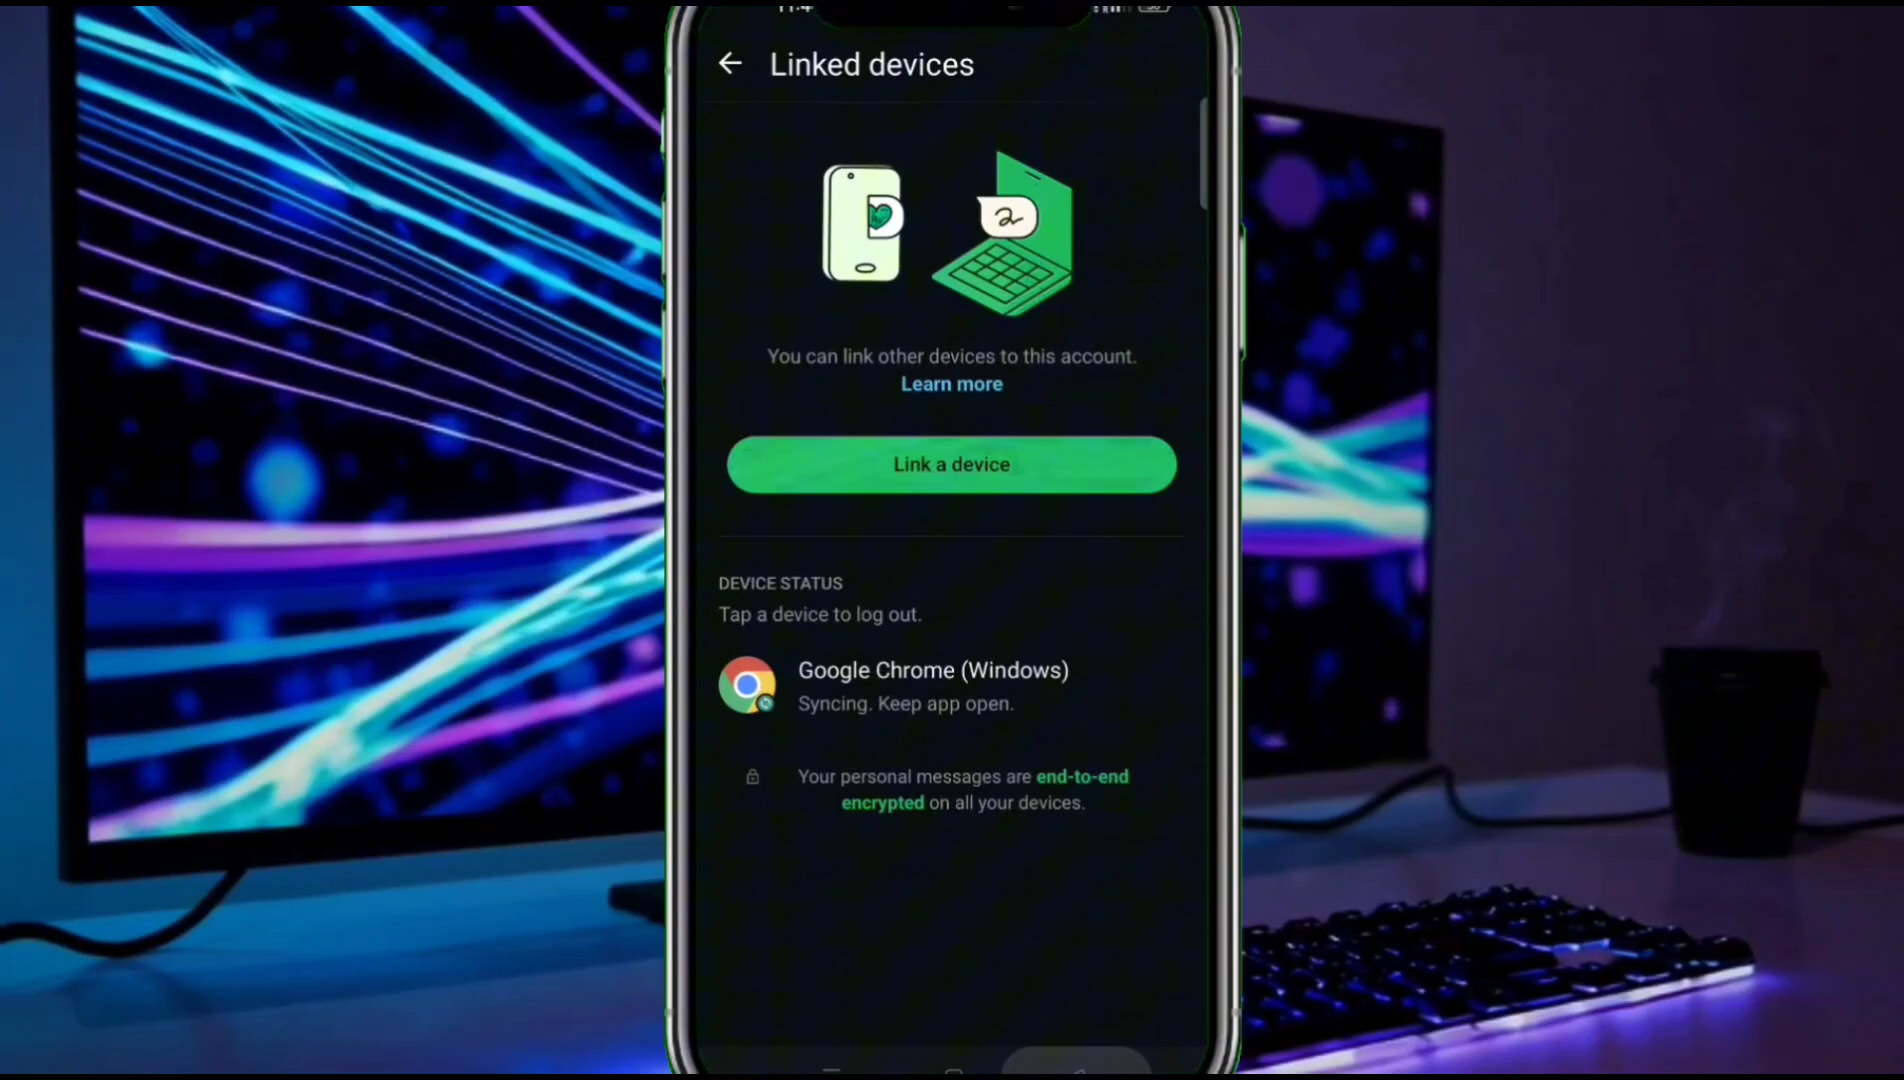 Linked devices
You can link other devices to this account.
Learn more
Link a device
DEVICE STATUS
Tap a device to log out.
Google Chrome (Windows)
Syncing. Keep app open.
Your personal messages are end-to-end
encrypted on all your devices.